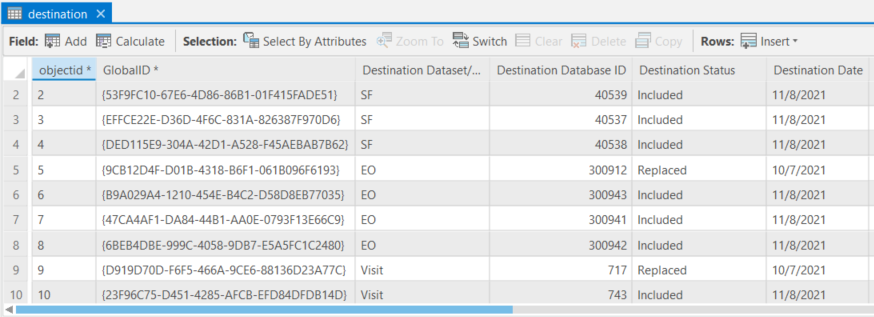 destination
Field: Add Calculate Selection: Select By Attributes Zoom To Switch Clear Delete Copy Rows: Insert
objectid * GlobalID * Destination Dataset/... Destination Database ID Destination Status Destination Date
2 2 {53F9FC10-67E6-4D86-86B1-01F415FADE51} SF 40539 Included 11/8/2021
3 3 {EFFCE22E-D36D-4F6C-831A-826387F970D6} SF 40537 Included 11/8/2021
4 4 {DED115E9-304A-42D1-A528-F45AEBAB7B62} SF 40538 Included 11/8/2021
5 5 {9CB12D4F-D01B-4318-B6F1-061B096F6193} EO 300912 Replaced 10/7/2021
6 6 {B9A029A4-1210-454E-B4C2-D58D8EB77035} EO 300943 Included 11/8/2021
7 7 {47CA4AF1-DA84-44B1-AA0E-0793F13E66C9} EO 300941 Included 11/8/2021
8 8 {6BEB4DBE-999C-4058-9DB7-E5A5FC1C2480} EO 300942 Included 11/8/2021
9 9 {D919D70D-F6F5-466A-9CE6-88136D23A77C} Visit 717 Replaced 10/7/2021
10 10 {23F96C75-D451-4285-AFCB-EFD84DFDB14D} Visit 743 Included 11/8/2021